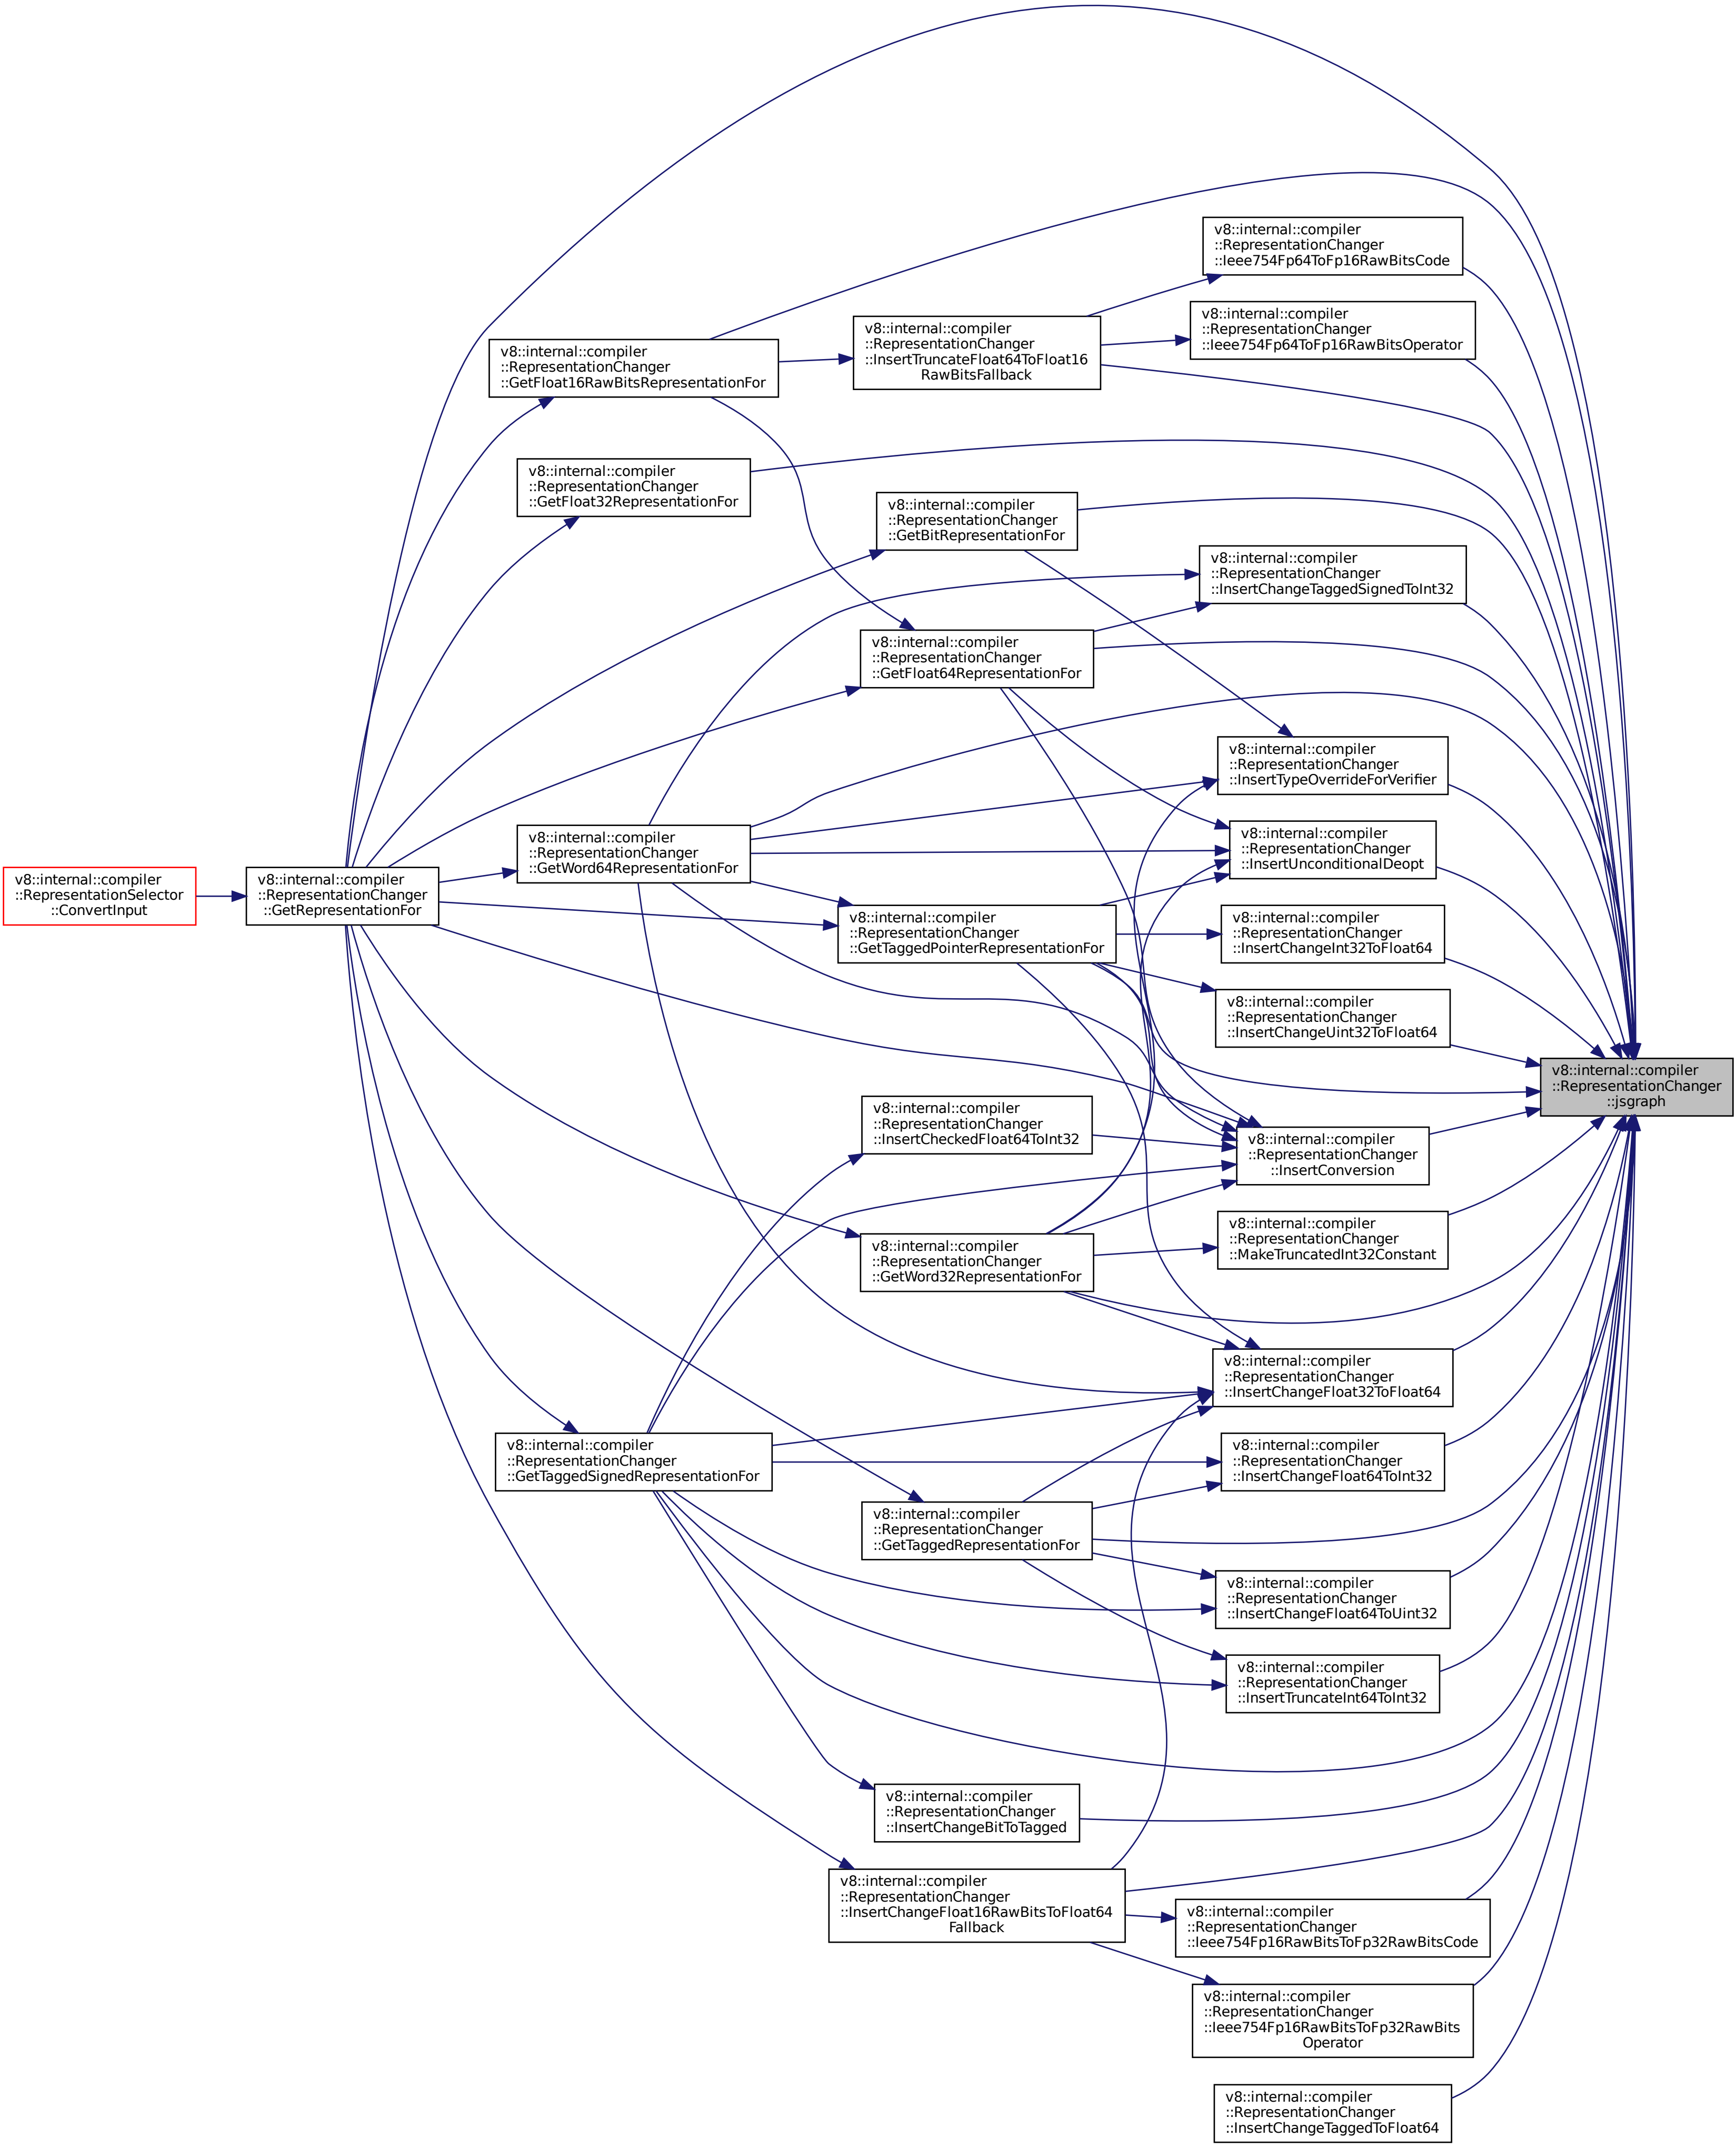 v8::internal::compiler
::RepresentationChanger
::Ieee754Fp64ToFp16RawBitsCode
v8::internal::compiler
::RepresentationChanger
::Ieee754Fp64ToFp16RawBitsOperator
v8::internal::compiler
::RepresentationChanger
::InsertTruncateFloat64ToFloat16
RawBitsFallback
v8::internal::compiler
::RepresentationChanger
::GetFloat16RawBitsRepresentationFor
v8::internal::compiler
::RepresentationChanger
::GetFloat32RepresentationFor
v8::internal::compiler
::RepresentationChanger
::GetBitRepresentationFor
v8::internal::compiler
::RepresentationChanger
::InsertChangeTaggedSignedToInt32
v8::internal::compiler
::RepresentationChanger
::GetFloat64RepresentationFor
v8::internal::compiler
::RepresentationChanger
::InsertTypeOverrideForVerifier
v8::internal::compiler
::RepresentationChanger
::InsertUnconditionalDeopt
v8::internal::compiler
::RepresentationChanger
::GetWord64RepresentationFor
v8::internal::compiler
::RepresentationSelector
::ConvertInput
v8::internal::compiler
::RepresentationChanger
::GetRepresentationFor
v8::internal::compiler
::RepresentationChanger
::GetTaggedPointerRepresentationFor
v8::internal::compiler
::RepresentationChanger
::InsertChangeInt32ToFloat64
v8::internal::compiler
::RepresentationChanger
::InsertChangeUint32ToFloat64
v8::internal::compiler
::RepresentationChanger
::jsgraph
v8::internal::compiler
::RepresentationChanger
::InsertCheckedFloat64ToInt32
v8::internal::compiler
::RepresentationChanger
::InsertConversion
v8::internal::compiler
::RepresentationChanger
::MakeTruncatedInt32Constant
v8::internal::compiler
::RepresentationChanger
::GetWord32RepresentationFor
v8::internal::compiler
::RepresentationChanger
::InsertChangeFloat32ToFloat64
v8::internal::compiler
::RepresentationChanger
::GetTaggedSignedRepresentationFor
v8::internal::compiler
::RepresentationChanger
::InsertChangeFloat64ToInt32
v8::internal::compiler
::RepresentationChanger
::GetTaggedRepresentationFor
v8::internal::compiler
::RepresentationChanger
::InsertChangeFloat64ToUint32
v8::internal::compiler
::RepresentationChanger
::InsertTruncateInt64ToInt32
v8::internal::compiler
::RepresentationChanger
::InsertChangeBitToTagged
v8::internal::compiler
::RepresentationChanger
::InsertChangeFloat16RawBitsToFloat64
Fallback
v8::internal::compiler
::RepresentationChanger
::Ieee754Fp16RawBitsToFp32RawBitsCode
v8::internal::compiler
::RepresentationChanger
::Ieee754Fp16RawBitsToFp32RawBits
Operator
v8::internal::compiler
::RepresentationChanger
::InsertChangeTaggedToFloat64